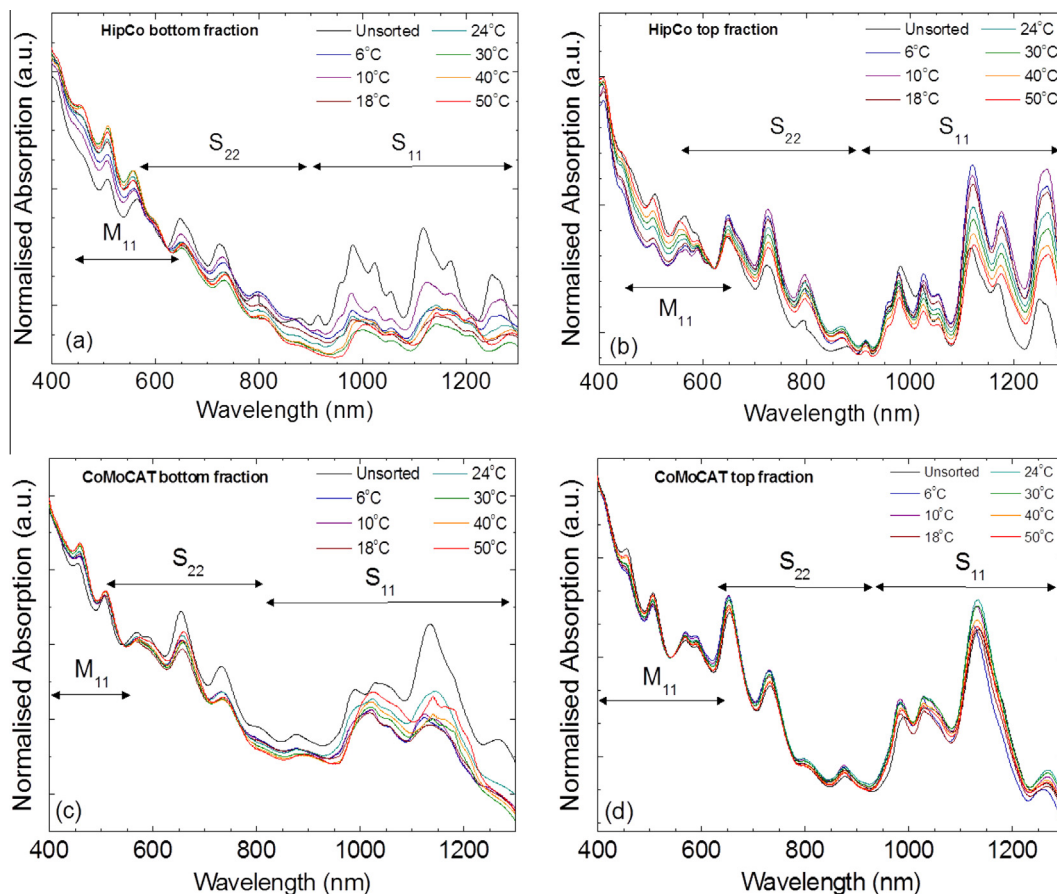 HipCo bottom fraction
Unsorted
24°C
6°C
30°C
10°C
40°C
18°C
50°C
S22
S11
M11
(a)
Normalised Absorption (a.u.)
400 600 800 1000 1200
Wavelength (nm)
HipCo top fraction
Unsorted
24°C
6°C
30°C
10°C
40°C
18°C
50°C
S22
S11
M11
(b)
Normalised Absorption (a.u.)
400 600 800 1000 1200
Wavelength (nm)
CoMoCAT bottom fraction
Unsorted
24°C
6°C
30°C
10°C
40°C
18°C
50°C
S22
S11
M11
(c)
Normalised Absorption (a.u.)
400 600 800 1000 1200
Wavelength (nm)
CoMoCAT top fraction
Unsorted
24°C
6°C
30°C
10°C
40°C
18°C
50°C
S22
S11
M11
(d)
Normalised Absorption (a.u.)
400 600 800 1000 1200
Wavelength (nm)